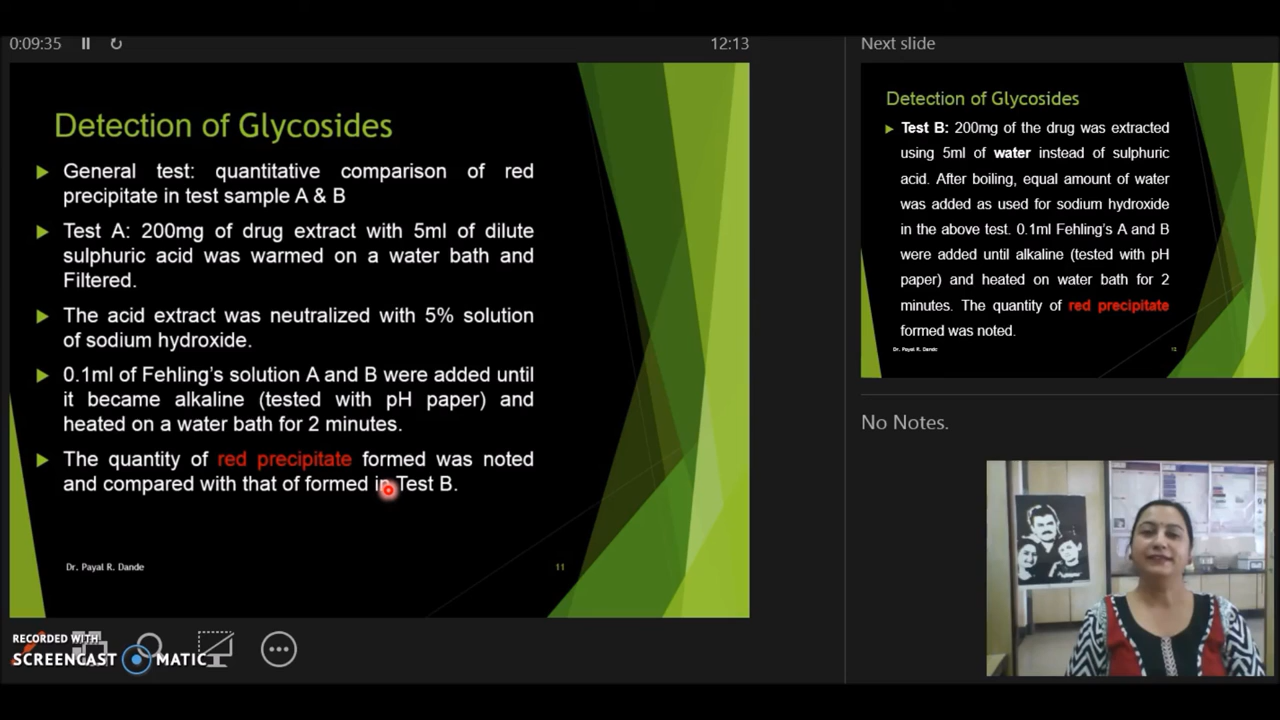 0:09:35
12:13
Next slide
Detection of Glycosides
General test: quantitative comparison of red
precipitate in test sample A & B
Test A: 200mg of drug extract with 5ml of dilute
sulphuric acid was warmed on a water bath and
Filtered.
The acid extract was neutralized with 5% solution
of sodium hydroxide.
0.1ml of Fehling's solution A and B were added until
it became alkaline (tested with pH paper) and
heated on a water bath for 2 minutes.
The quantity of red precipitate formed was noted
and compared with that of formed in Test B.
Dr. Payal R. Dande
11
Detection of Glycosides
Test B: 200mg of the drug was extracted
using 5ml of water instead of sulphuric
acid. After boiling, equal amount of water
was added as used for sodium hydroxide
in the above test. 0.1ml Fehling's A and B
were added until alkaline (tested with pH
paper) and heated on water bath for 2
minutes. The quantity of red precipitate
formed was noted.
Dr. Payal R. Dande
12
No Notes.
RECORDED WITH
SCREENCAST MATIC